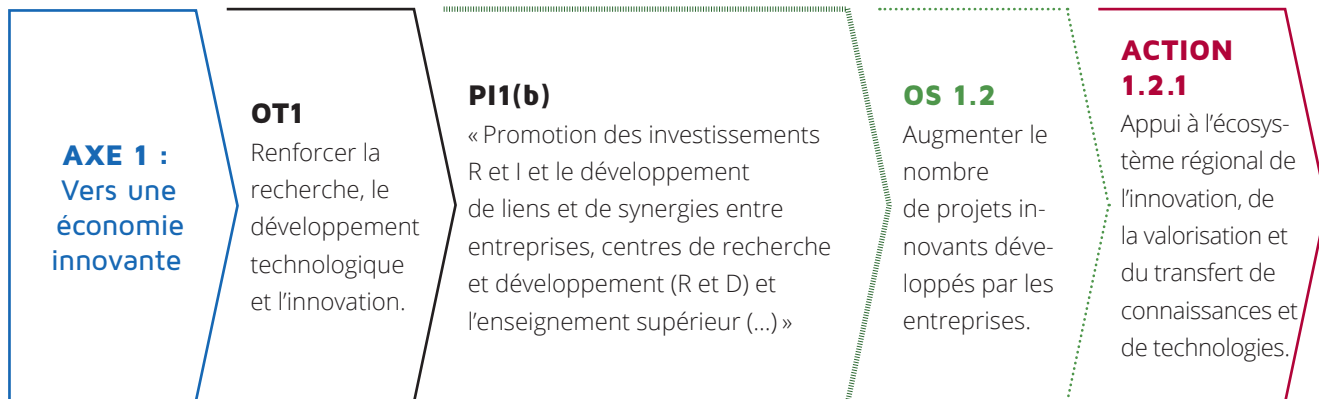 AXE 1 :
Vers une
économie
innovante
OT1
Renforcer la
recherche, le
développement
technologique
et l’innovation.
PI1(b)
« Promotion des investissements
R et I et le développement
de liens et de synergies entre
entreprises, centres de recherche
et développement (R et D) et
l’enseignement supérieur (...) »
OS 1.2
Augmenter le
nombre
de projets in-
novants déve-
loppés par les
entreprises.
ACTION
1.2.1
Appui à l’écosys-
tème régional de
l’innovation, de
la valorisation et
du transfert de
connaissances et
de technologies.